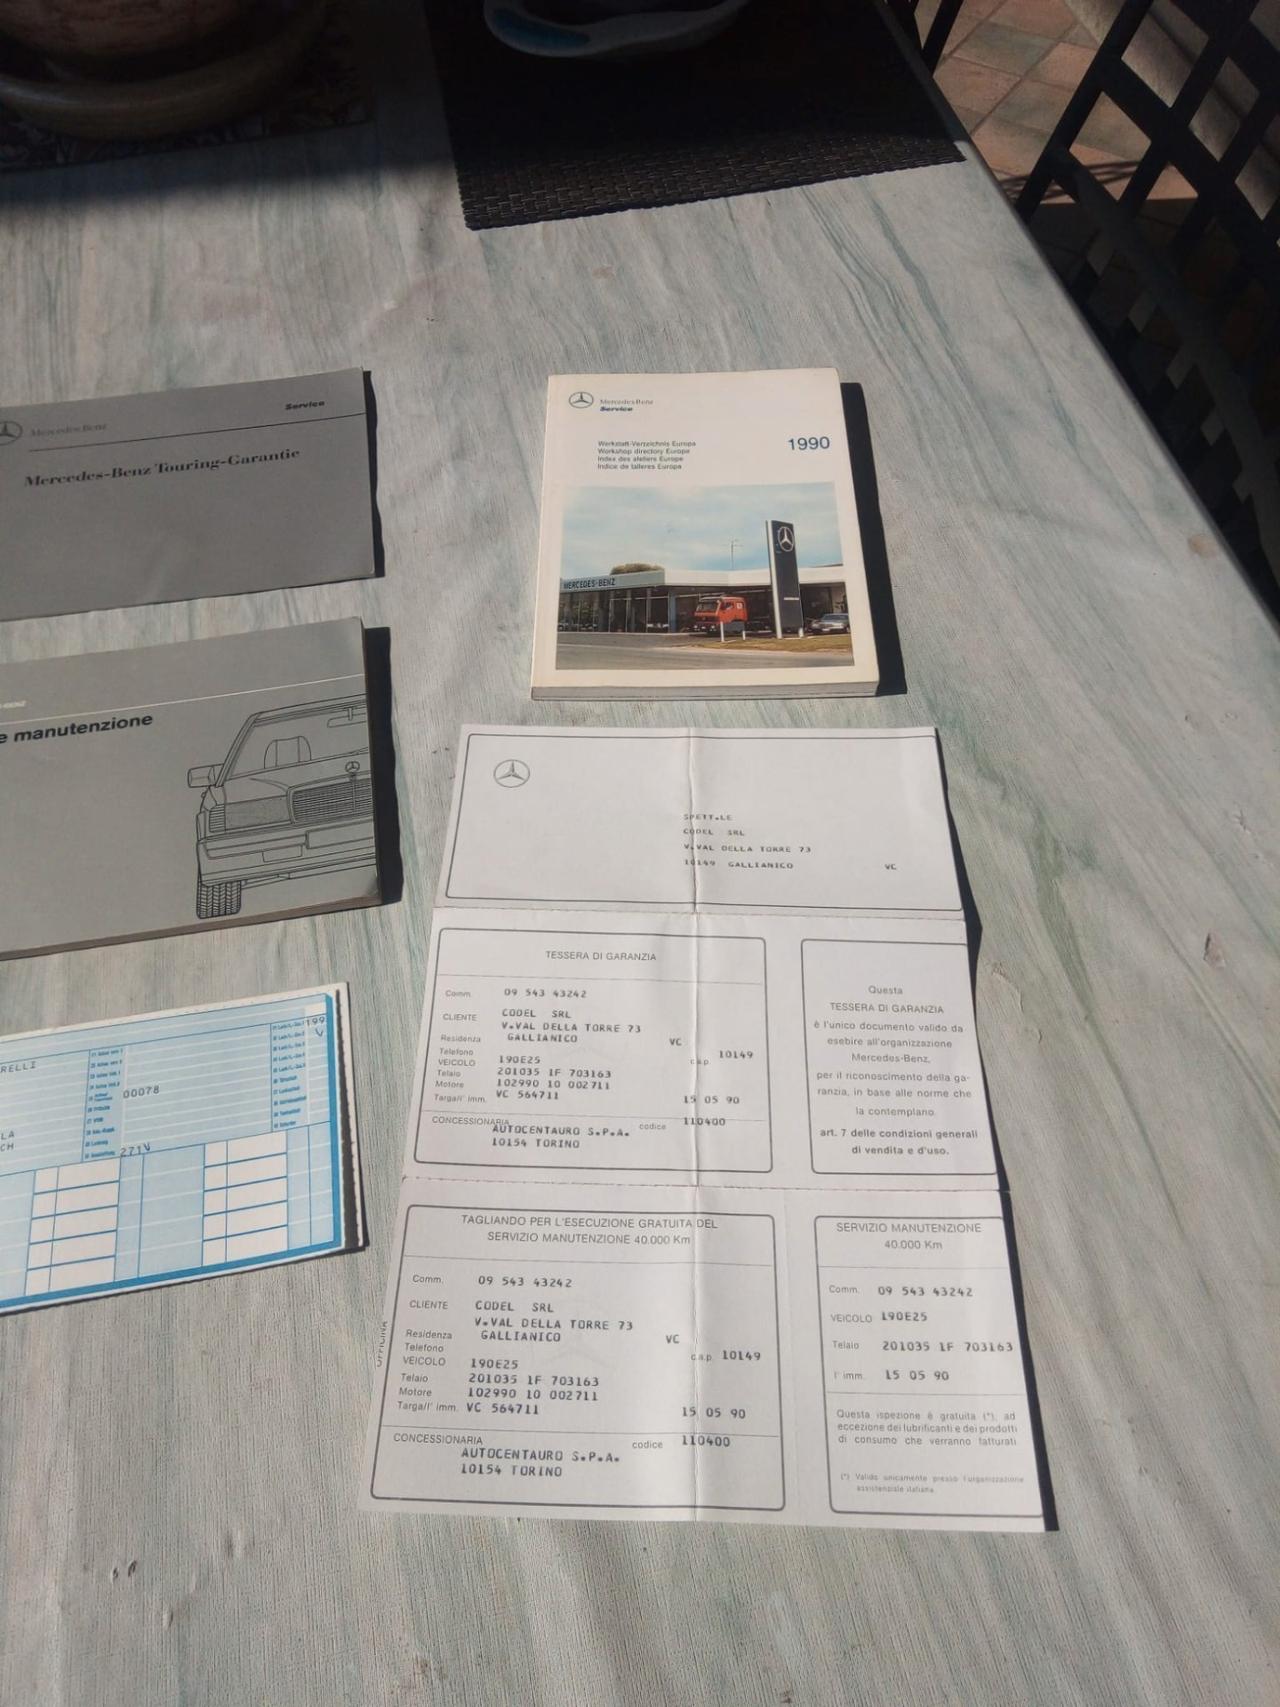 Service
Mercedes-Benz
Mercedes-Benz Touring-Garantie
Mercedes-Benz
Service
1990
Werkstatt-Verzeichnis Europa
Workshop directory Europe
Index des ateliers Europe
Indice de talleres Europa
MERCEDES-BENZ
e manutenzione
SPETT.LE
CODEL SRL
V.VAL DELLA TORRE 73
10149 GALLIANICO VC
TESSERA DI GARANZIA
Comm. 09 543 43242
CLIENTE CODEL SRL
V.VAL DELLA TORRE 73
Residenza GALLIANICO VC
Telefono c.a.p. 10149
VEICOLO 190E25
Telaio 201035 1F 703163
Motore 102990 10 002711
Targa/I' imm. VC 564711 15 05 90
CONCESSIONARIA codice 110400
AUTOCENTAURO S.P.A.
10154 TORINO
Questa
TESSERA DI GARANZIA
è l'unico documento valido da
esebire all'organizzazione
Mercedes-Benz,
per il riconoscimento della ga-
ranzia, in base alle norme che
la contemplano.
art. 7 delle condizioni generali
di vendita e d'uso.
RELLI
199
V
00078
LA
CH
271V
TAGLIANDO PER L'ESECUZIONE GRATUITA DEL
SERVIZIO MANUTENZIONE 40.000 Km
Comm. 09 543 43242
CLIENTE CODEL SRL
V.VAL DELLA TORRE 73
Residenza GALLIANICO VC
Telefono c.a.p. 10149
VEICOLO 190E25
Telaio 201035 1F 703163
Motore 102990 10 002711
Targa/I' imm. VC 564711 15 05 90
CONCESSIONARIA codice 110400
AUTOCENTAURO S.P.A.
10154 TORINO
OFFICINA
SERVIZIO MANUTENZIONE
40.000 Km
Comm. 09 543 43242
VEICOLO 190E25
Telaio 201035 1F 703163
I' imm. 15 05 90
Questa ispezione è gratuita (*), ad
eccezione dei lubrificanti e dei prodotti
di consumo che verranno fatturati.
(*) Valido unicamente presso l'organizzazione
assistenziale italiana.